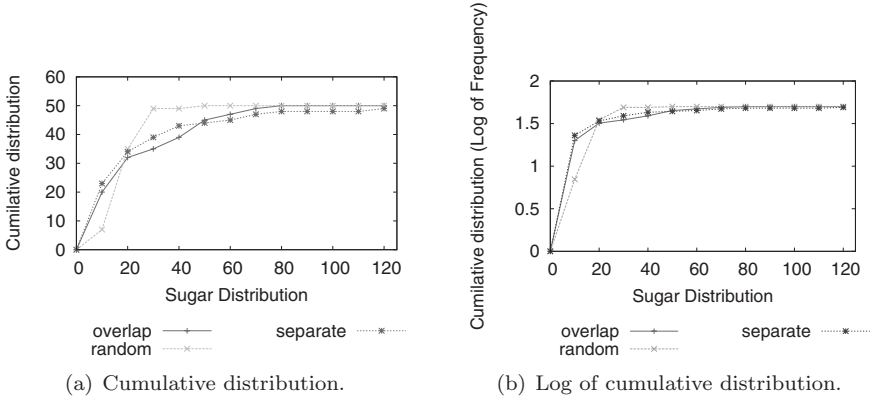 Cumilative distribution
60
50
40
30
20
10
0
0 20 40 60 80 100 120
Sugar Distribution
overlap
random
separate
(a) Cumulative distribution.
Cumilative distribution (Log of Frequency)
2
1.5
1
0.5
0
0 20 40 60 80 100 120
Sugar Distribution
overlap
random
separate
(b) Log of cumulative distribution.